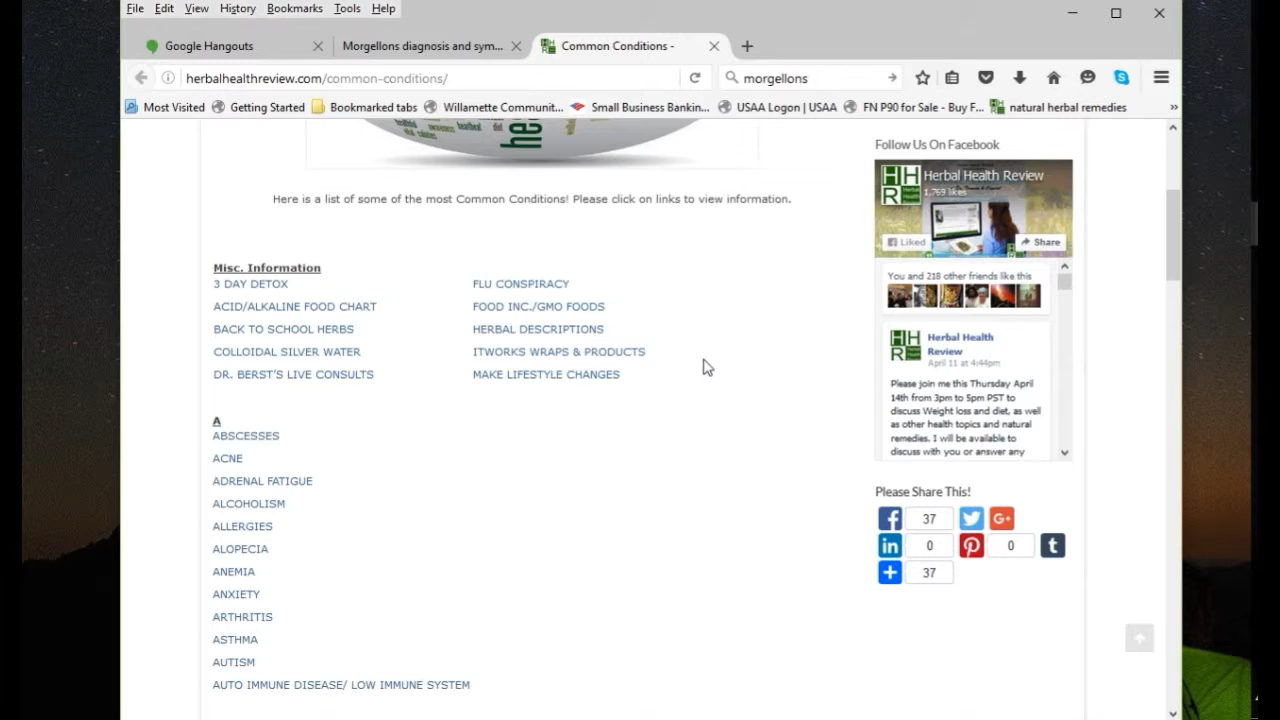 File Edit View History Bookmarks Tools Help
Google Hangouts
Morgellons diagnosis and sym...
Common Conditions -
herbalhealthreview.com/common-conditions/
morgellons
Most Visited
Getting Started
Bookmarked tabs
Willamette Communit...
Small Business Bankin...
USAA Logon | USAA
FN P90 for Sale - Buy F...
natural herbal remedies
»
Here is a list of some of the most Common Conditions! Please click on links to view information.
Misc. Information
3 DAY DETOX
ACID/ALKALINE FOOD CHART
BACK TO SCHOOL HERBS
COLLOIDAL SILVER WATER
DR. BERST'S LIVE CONSULTS
FLU CONSPIRACY
FOOD INC./GMO FOODS
HERBAL DESCRIPTIONS
ITWORKS WRAPS & PRODUCTS
MAKE LIFESTYLE CHANGES
A
ABSCESSES
ACNE
ADRENAL FATIGUE
ALCOHOLISM
ALLERGIES
ALOPECIA
ANEMIA
ANXIETY
ARTHRITIS
ASTHMA
AUTISM
AUTO IMMUNE DISEASE/ LOW IMMUNE SYSTEM
Follow Us On Facebook
HHR
Herbal Health Review
1,769 likes
Liked
Share
You and 218 other friends like this
Herbal Health
Review
April 11 at 4:44pm
Please join me this Thursday April
14th from 3pm to 5pm PST to
discuss Weight loss and diet, as well
as other health topics and natural
remedies. I will be available to
discuss with you or answer any
Please Share This!
37
G+
in 0
0
t
37